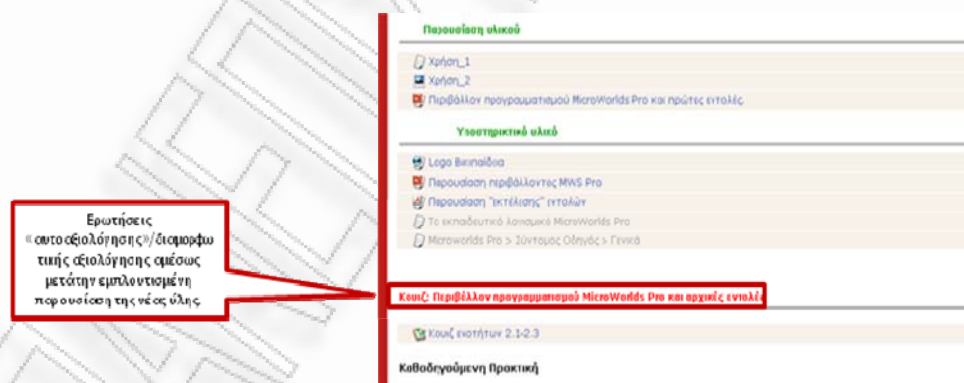 Παρουσίαση υλικού
Χρήση_1
Χρήση_2
Περιβάλλον προγραμματισμού MicroWorlds Pro και πρώτες εντολές.
Υποστηρικτικό υλικό
Logo Βικιπαίδεια
Παρουσίαση περιβάλλοντος MWS Pro
Παρουσίαση "εκτέλεσης" εντολών
Το εκπαιδευτικό λογισμικό MicroWorlds Pro
Microworlds Pro > Σύντομος Οδηγός > Γενικά
Ερωτήσεις
«αυτοαξιολόγησης»/διαμορφω
τικής αξιολόγησης αμέσως
μετά την εμπλουτισμένη
παρουσίαση της νέας ύλης.
Κουίζ: Περιβάλλον προγραμματισμού MicroWorlds Pro και αρχικές εντολές
Κουίζ ενοτήτων 2.1-2.3
Καθοδηγούμενη Πρακτική